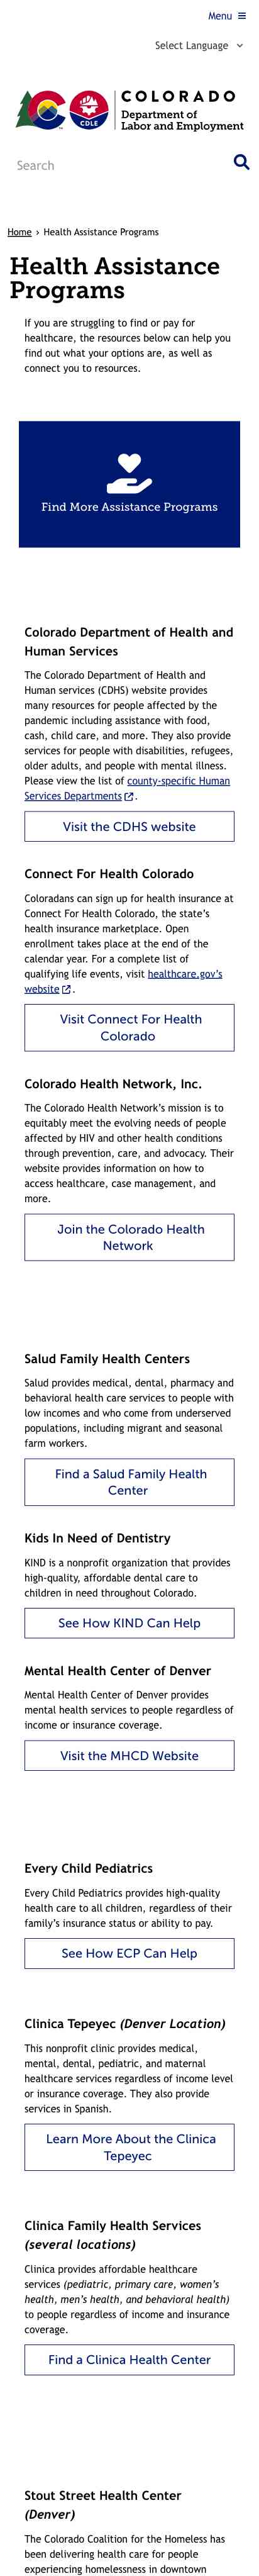 Menu
Select Language
COLORADO
Department of
Labor and Employment
CDLE
Search
Home › Health Assistance Programs
Health Assistance
Programs
If you are struggling to find or pay for
healthcare, the resources below can help you
find out what your options are, as well as
connect you to resources.
Find More Assistance Programs
Colorado Department of Health and
Human Services
The Colorado Department of Health and
Human services (CDHS) website provides
many resources for people affected by the
pandemic including assistance with food,
cash, child care, and more. They also provide
services for people with disabilities, refugees,
older adults, and people with mental illness.
Please view the list of county-specific Human
Services Departments.
Visit the CDHS website
Connect For Health Colorado
Coloradans can sign up for health insurance at
Connect For Health Colorado, the state’s
health insurance marketplace. Open
enrollment takes place at the end of the
calendar year. For a complete list of
qualifying life events, visit healthcare.gov’s
website.
Visit Connect For Health
Colorado
Colorado Health Network, Inc.
The Colorado Health Network’s mission is to
equitably meet the evolving needs of people
affected by HIV and other health conditions
through prevention, care, and advocacy. Their
website provides information on how to
access healthcare, case management, and
more.
Join the Colorado Health
Network
Salud Family Health Centers
Salud provides medical, dental, pharmacy and
behavioral health care services to people with
low incomes and who come from underserved
populations, including migrant and seasonal
farm workers.
Find a Salud Family Health
Center
Kids In Need of Dentistry
KIND is a nonprofit organization that provides
high-quality, affordable dental care to
children in need throughout Colorado.
See How KIND Can Help
Mental Health Center of Denver
Mental Health Center of Denver provides
mental health services to people regardless of
income or insurance coverage.
Visit the MHCD Website
Every Child Pediatrics
Every Child Pediatrics provides high-quality
health care to all children, regardless of their
family’s insurance status or ability to pay.
See How ECP Can Help
Clinica Tepeyec (Denver Location)
This nonprofit clinic provides medical,
mental, dental, pediatric, and maternal
healthcare services regardless of income level
or insurance coverage. They also provide
services in Spanish.
Learn More About the Clinica
Tepeyec
Clinica Family Health Services
(several locations)
Clinica provides affordable healthcare
services (pediatric, primary care, women’s
health, men’s health, and behavioral health)
to people regardless of income and insurance
coverage.
Find a Clinica Health Center
Stout Street Health Center
(Denver)
The Colorado Coalition for the Homeless has
been delivering health care for people
experiencing homelessness in downtown